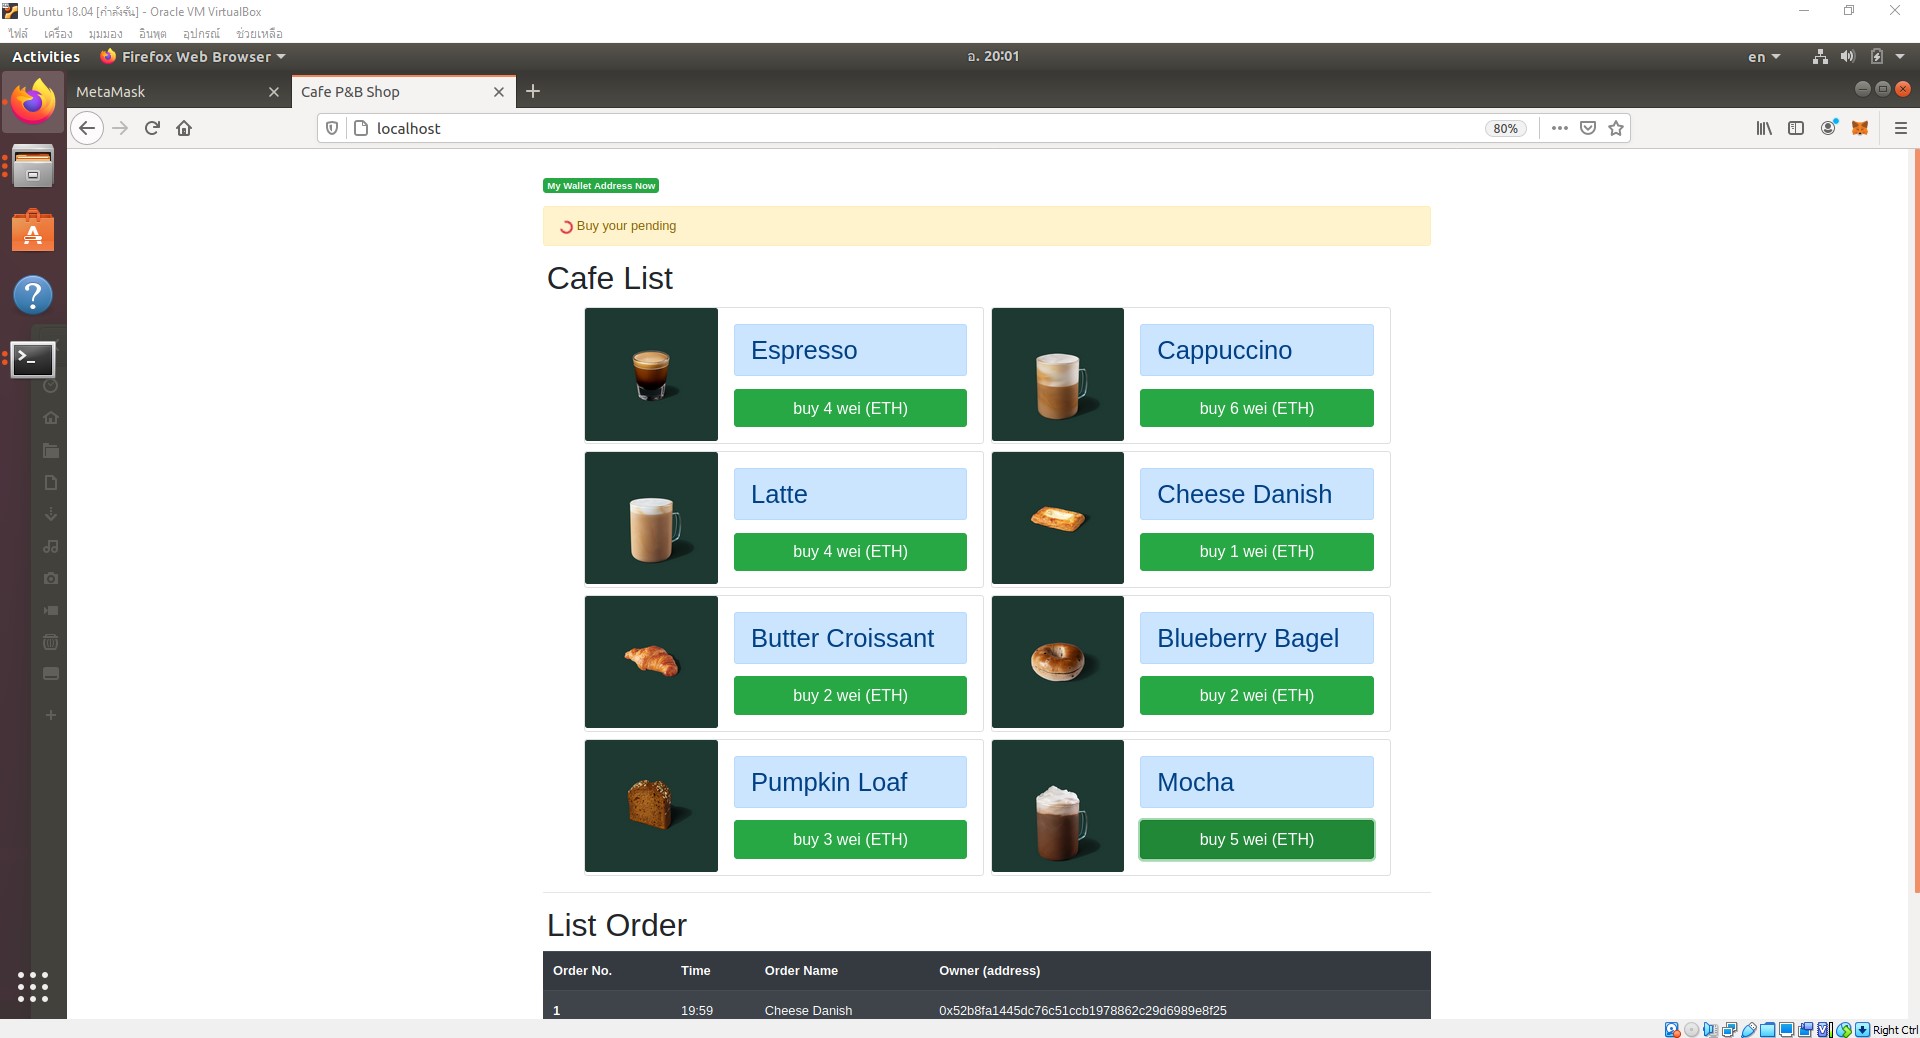 Ubuntu 18.04 [กำลังรัน] - Oracle VM VirtualBox
ไฟล์ เครื่อง มุมมอง อินพุต อุปกรณ์ ช่วยเหลือ
Activities Firefox Web Browser อ. 20:01 en
MetaMask Cafe P&B Shop
localhost 80%
My Wallet Address Now
Buy your pending
Cafe List
Espresso Cappuccino
buy 4 wei (ETH) buy 6 wei (ETH)
Latte Cheese Danish
buy 4 wei (ETH) buy 1 wei (ETH)
Butter Croissant Blueberry Bagel
buy 2 wei (ETH) buy 2 wei (ETH)
Pumpkin Loaf Mocha
buy 3 wei (ETH) buy 5 wei (ETH)
List Order
Order No. Time Order Name Owner (address)
1 19:59 Cheese Danish 0x52b8fa1445dc76c51ccb1978862c29d6989e8f25
Right Ctrl